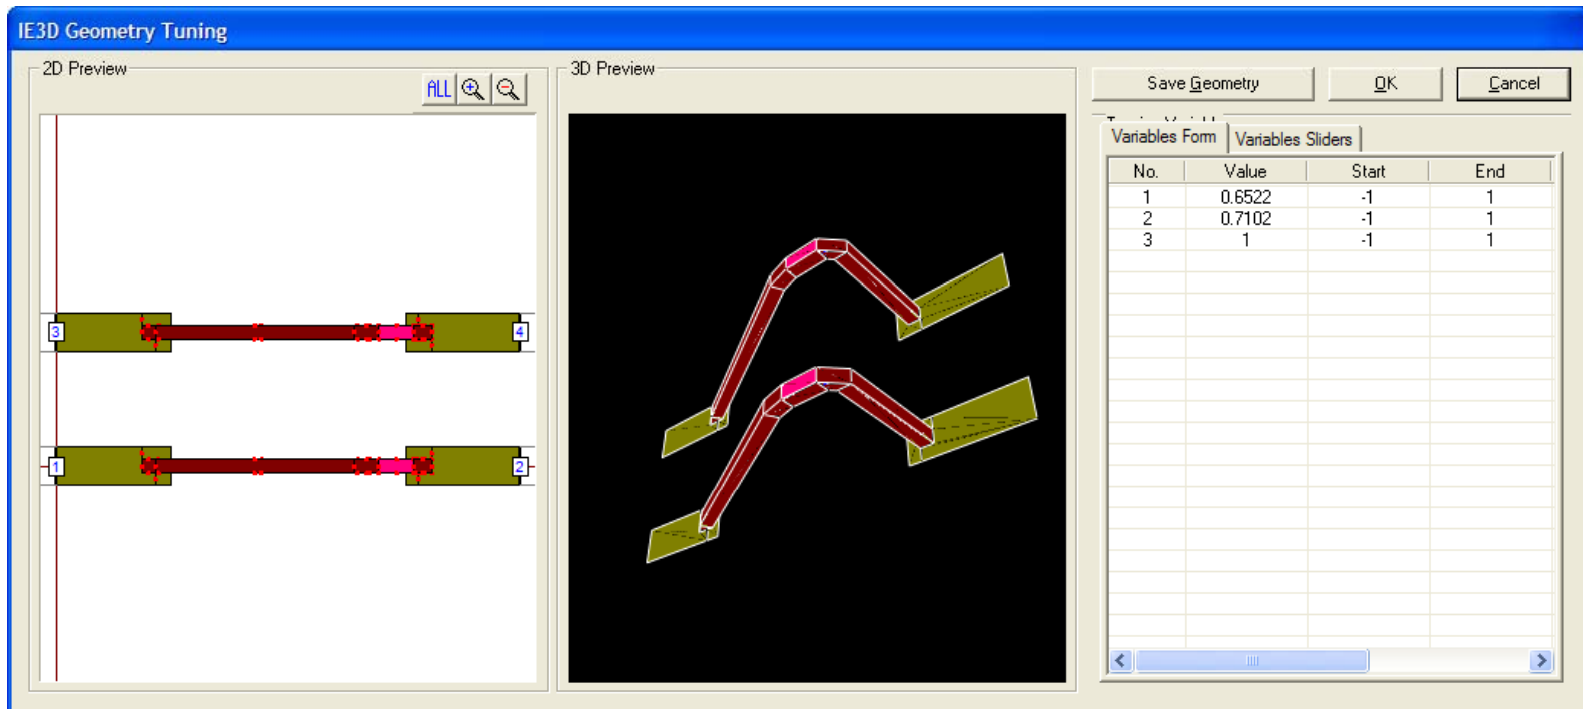 IE3D Geometry Tuning
2D Preview
ALL
3D Preview
Save Geometry
OK
Cancel
Variables Form
Variables Sliders
No. Value Start End
1 0.6522 -1 1
2 0.7102 -1 1
3 1 -1 1
3
4
1
2